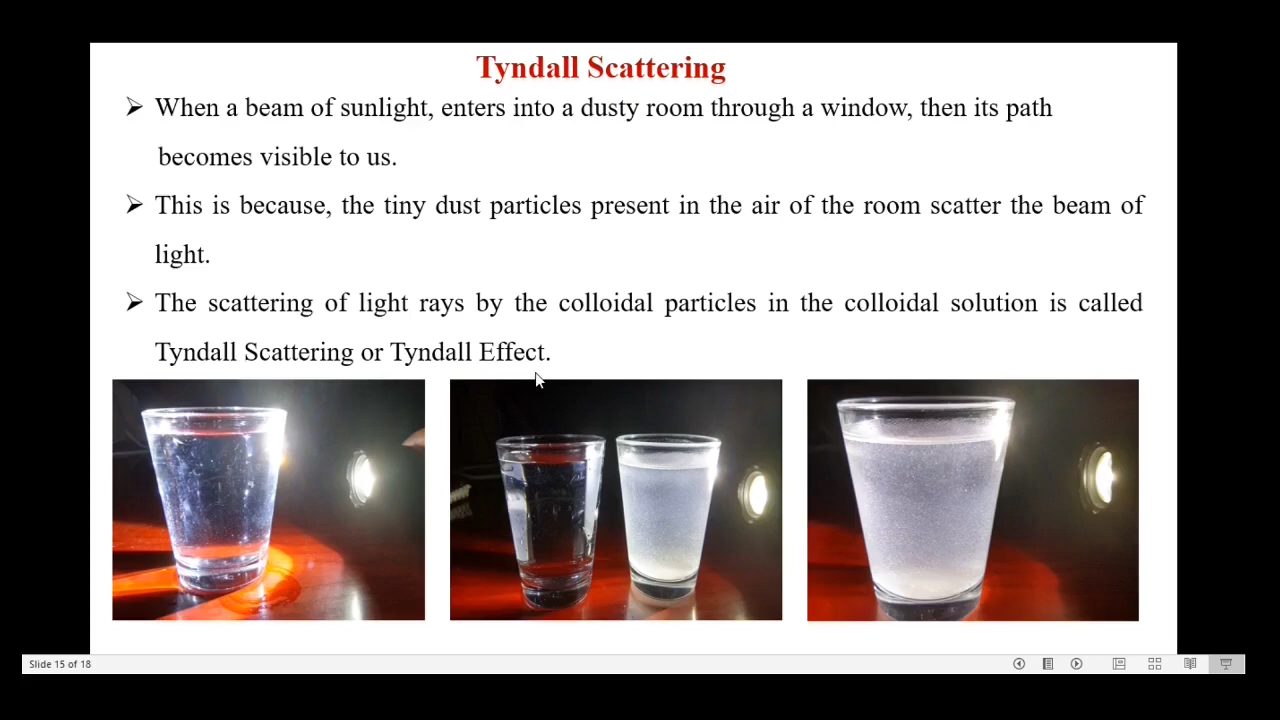 Tyndall Scattering
➢ When a beam of sunlight, enters into a dusty room through a window, then its path
becomes visible to us.
➢ This is because, the tiny dust particles present in the air of the room scatter the beam of
light.
➢ The scattering of light rays by the colloidal particles in the colloidal solution is called
Tyndall Scattering or Tyndall Effect.
Slide 15 of 18